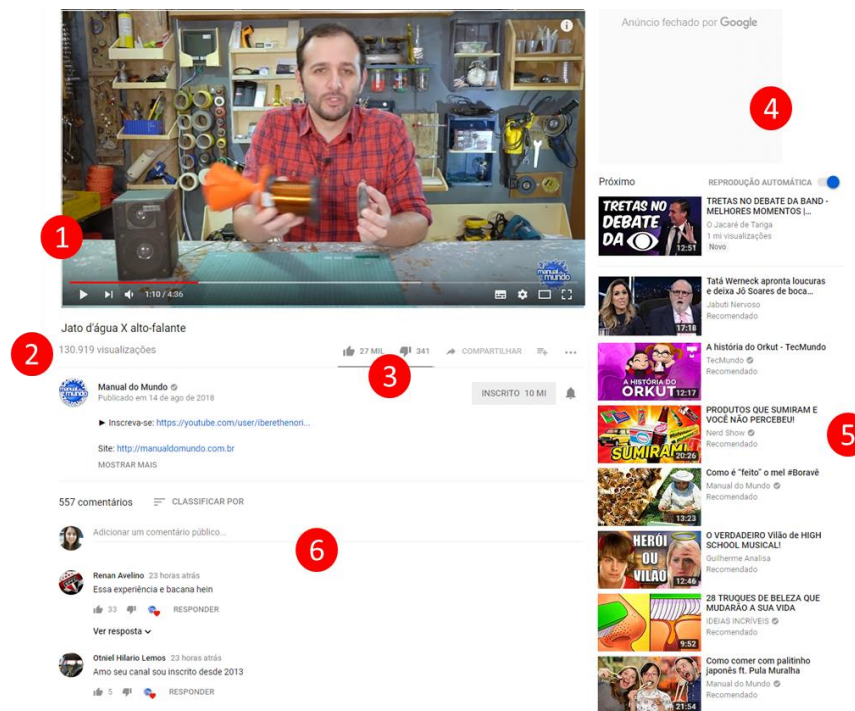 manual do mundo
1:10 / 4:36
1
Jato d'água X alto-falante
2
130.919 visualizações
27 MIL 341 COMPARTILHAR
3
Manual do Mundo
Publicado em 14 de ago de 2018
INSCRITO 10 MI
► Inscreva-se: https://youtube.com/user/iberethenori...
Site: http://manualdomundo.com.br
MOSTRAR MAIS
557 comentários CLASSIFICAR POR
Adicionar um comentário público...
6
Renan Avelino 23 horas atrás
Essa experiência e bacana hein
33 RESPONDER
Ver resposta
Otniel Hilario Lemos 23 horas atrás
Amo seu canal sou inscrito desde 2013
5 RESPONDER
Anúncio fechado por Google
4
Próximo REPRODUÇÃO AUTOMÁTICA
TRETAS NO
DEBATE
DA
12:51
TRETAS NO DEBATE DA BAND -
MELHORES MOMENTOS |...
O Jacaré de Tanga
1 mi visualizações
Novo
17:18
Tatá Werneck apronta loucuras
e deixa Jô Soares de boca...
Jabuti Nervoso
Recomendado
A HISTÓRIA DO
ORKUT
12:17
A história do Orkut - TecMundo
TecMundo
Recomendado
SUMIRAM!
20:26
PRODUTOS QUE SUMIRAM E
VOCÊ NÃO PERCEBEU!
Nerd Show
Recomendado
5
13:23
Como é "feito" o mel #Boravê
Manual do Mundo
Recomendado
HERÓI
OU
VILÃO
12:46
O VERDADEIRO Vilão de HIGH
SCHOOL MUSICAL!
Guilherme Analisa
Recomendado
9:52
28 TRUQUES DE BELEZA QUE
MUDARÃO A SUA VIDA
IDEIAS INCRÍVEIS
Recomendado
21:54
Como comer com palitinho
japonês ft. Pula Muralha
Manual do Mundo
Recomendado